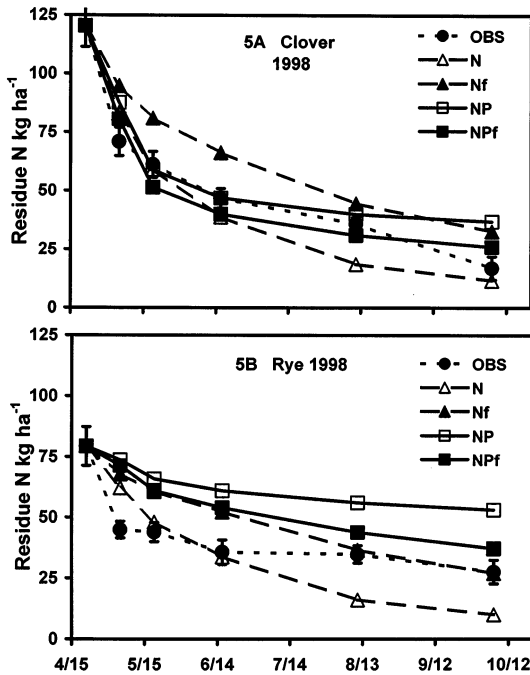 5A Clover
1998
OBS
N
Nf
NP
NPf
Residue N kg ha-1
125
100
75
50
25
0
5B Rye 1998
OBS
N
Nf
NP
NPf
Residue N kg ha-1
125
100
75
50
25
0
4/15 5/15 6/14 7/14 8/13 9/12 10/12